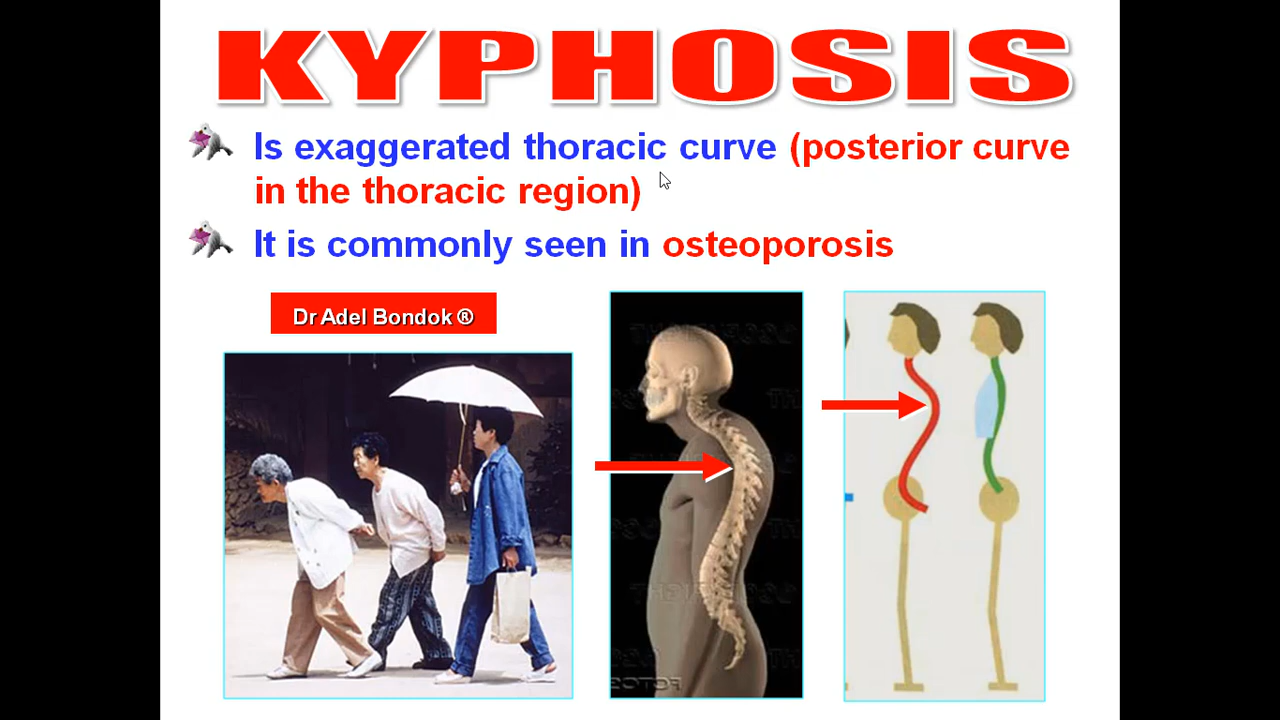 KYPHOSIS
Is exaggerated thoracic curve (posterior curve
in the thoracic region)
It is commonly seen in osteoporosis
Dr Adel Bondok ®